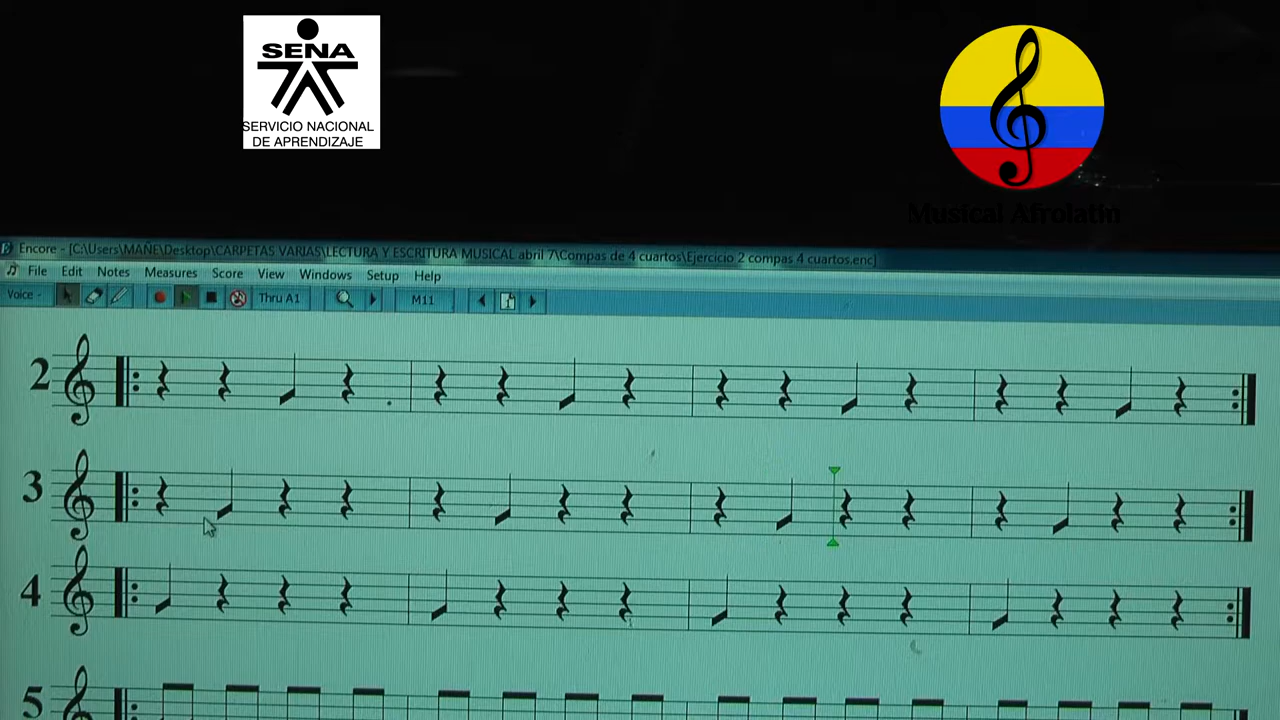 SENA
SERVICIO NACIONAL
DE APRENDIZAJE
Musical Afrolatin
Encore - [C:\Users\MAÑE\Desktop\CARPETAS VARIAS\LECTURA Y ESCRITURA MUSICAL abril 7\Compas de 4 cuartos\Ejercicio 2 compas 4 cuartos.enc]
File Edit Notes Measures Score View Windows Setup Help
Voice - Thru A1 M11
2
3
4
5